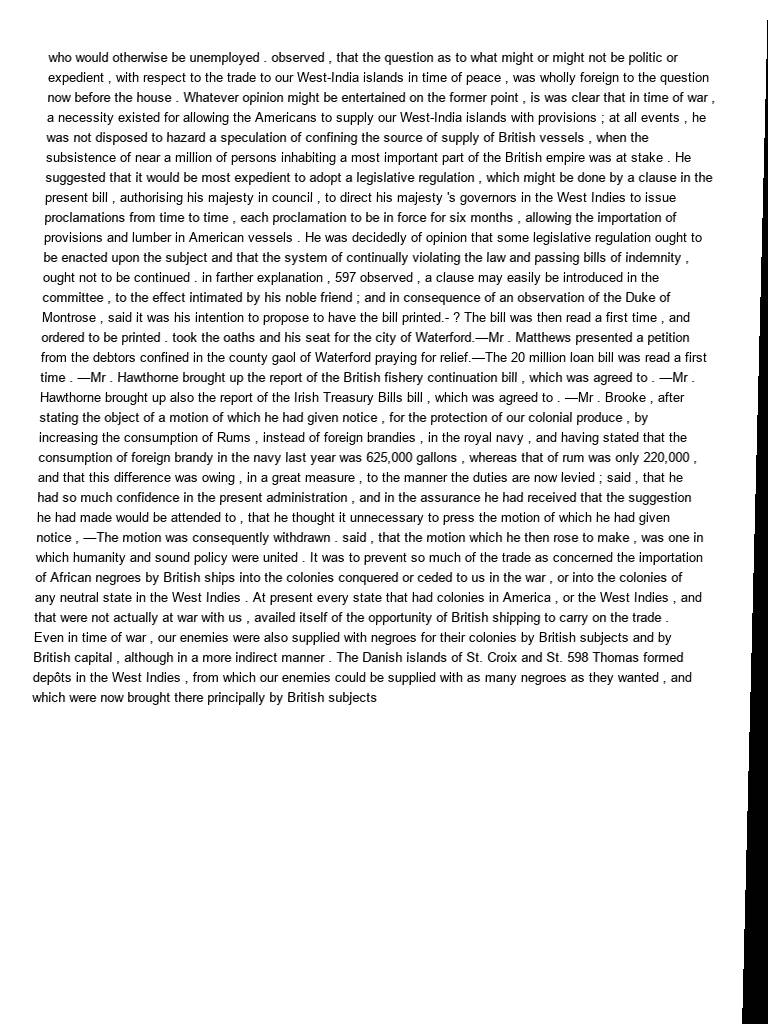 who would otherwise be unemployed . observed , that the question as to what might or might not be politic or
expedient , with respect to the trade to our West-India islands in time of peace , was wholly foreign to the question
now before the house . Whatever opinion might be entertained on the former point , is was clear that in time of war ,
a necessity existed for allowing the Americans to supply our West-India islands with provisions ; at all events , he
was not disposed to hazard a speculation of confining the source of supply of British vessels , when the
subsistence of near a million of persons inhabiting a most important part of the British empire was at stake . He
suggested that it would be most expedient to adopt a legislative regulation , which might be done by a clause in the
present bill , authorising his majesty in council , to direct his majesty 's governors in the West Indies to issue
proclamations from time to time , each proclamation to be in force for six months , allowing the importation of
provisions and lumber in American vessels . He was decidedly of opinion that some legislative regulation ought to
be enacted upon the subject and that the system of continually violating the law and passing bills of indemnity ,
ought not to be continued . in farther explanation , 597 observed , a clause may easily be introduced in the
committee , to the effect intimated by his noble friend ; and in consequence of an observation of the Duke of
Montrose , said it was his intention to propose to have the bill printed.- ? The bill was then read a first time , and
ordered to be printed . took the oaths and his seat for the city of Waterford.—Mr . Matthews presented a petition
from the debtors confined in the county gaol of Waterford praying for relief.—The 20 million loan bill was read a first
time . —Mr . Hawthorne brought up the report of the British fishery continuation bill , which was agreed to . —Mr .
Hawthorne brought up also the report of the Irish Treasury Bills bill , which was agreed to . —Mr . Brooke , after
stating the object of a motion of which he had given notice , for the protection of our colonial produce , by
increasing the consumption of Rums , instead of foreign brandies , in the royal navy , and having stated that the
consumption of foreign brandy in the navy last year was 625,000 gallons , whereas that of rum was only 220,000 ,
and that this difference was owing , in a great measure , to the manner the duties are now levied ; said , that he
had so much confidence in the present administration , and in the assurance he had received that the suggestion
he had made would be attended to , that he thought it unnecessary to press the motion of which he had given
notice , —The motion was consequently withdrawn . said , that the motion which he then rose to make , was one in
which humanity and sound policy were united . It was to prevent so much of the trade as concerned the importation
of African negroes by British ships into the colonies conquered or ceded to us in the war , or into the colonies of
any neutral state in the West Indies . At present every state that had colonies in America , or the West Indies , and
that were not actually at war with us , availed itself of the opportunity of British shipping to carry on the trade .
Even in time of war , our enemies were also supplied with negroes for their colonies by British subjects and by
British capital , although in a more indirect manner . The Danish islands of St. Croix and St. 598 Thomas formed
depôts in the West Indies , from which our enemies could be supplied with as many negroes as they wanted , and
which were now brought there principally by British subjects